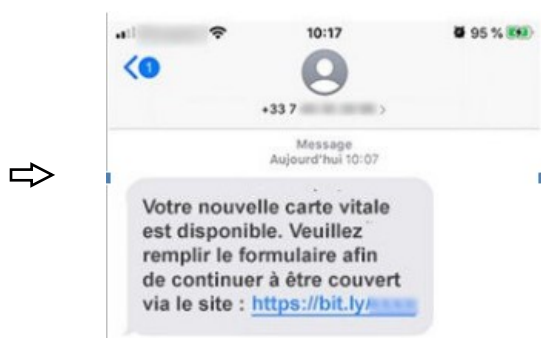 10:17
95 %
1
+33 7
Message
Aujourd'hui 10:07
Votre nouvelle carte vitale
est disponible. Veuillez
remplir le formulaire afin
de continuer à être couvert
via le site : https://bit.ly/